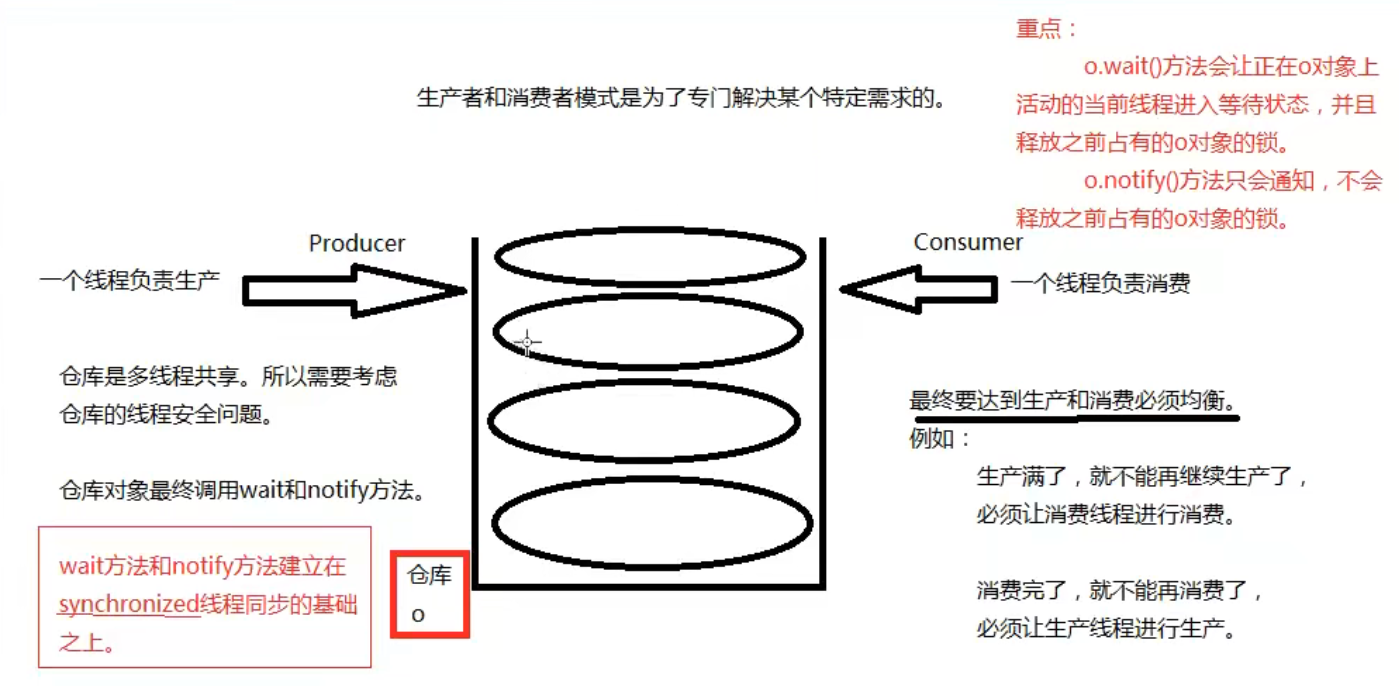 重点：
o.wait()方法会让正在o对象上
活动的当前线程进入等待状态，并且
释放之前占有的o对象的锁。
o.notify()方法只会通知，不会
释放之前占有的o对象的锁。
生产者和消费者模式是为了专门解决某个特定需求的。
Producer
一个线程负责生产
Consumer
一个线程负责消费
仓库是多线程共享。所以需要考虑
仓库的线程安全问题。
仓库对象最终调用wait和notify方法。
wait方法和notify方法建立在
synchronized线程同步的基础
之上。
仓库
o
最终要达到生产和消费必须均衡。
例如：
生产满了，就不能再继续生产了，
必须让消费线程进行消费。
消费完了，就不能再消费了，
必须让生产线程进行生产。